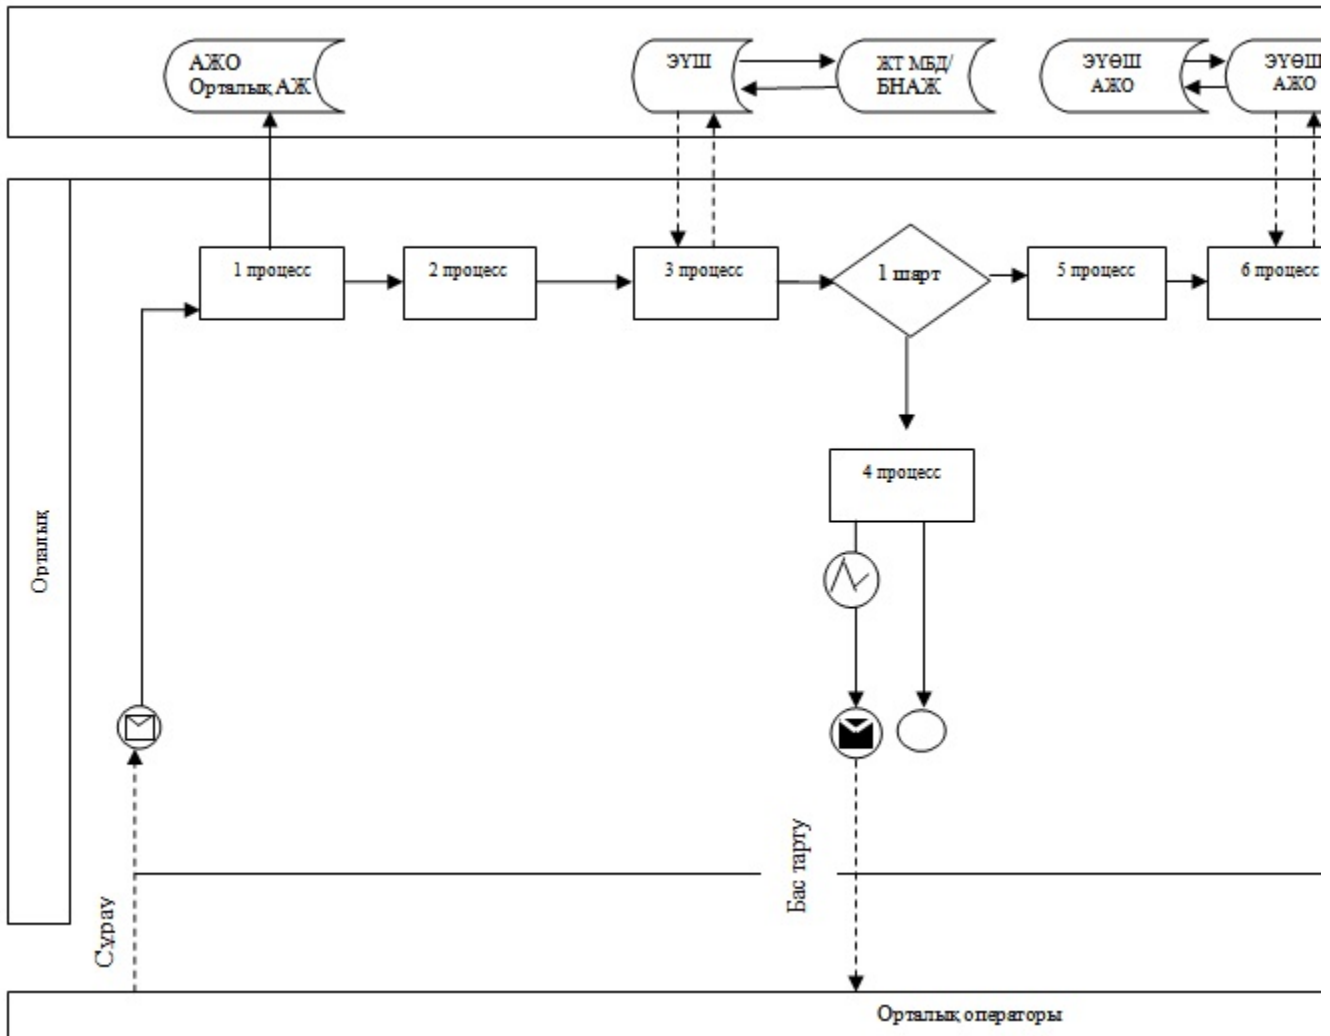 АЖО
Орталық АЖ
ЭҮШ
ЖТ МБД/
БНАЖ
ЭҮӨШ
АЖО
ЭҮӨШ
АЖО
1 процесс
2 процесс
3 процесс
1 шарт
5 процесс
6 процесс
4 процесс
Орталық
Сұрау
Бас тарту
Орталық операторы